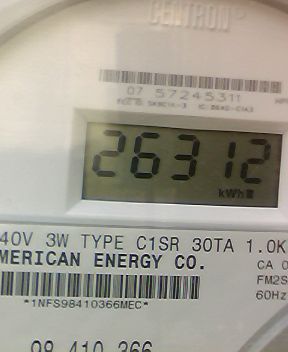 CENTRON®
07 57245311
26312
kWh
40V 3W TYPE C1SR 30TA 1.0K
MERICAN ENERGY CO.
CA 0
FM2S
*1NFS98410366MEC*
60Hz
98 410 366